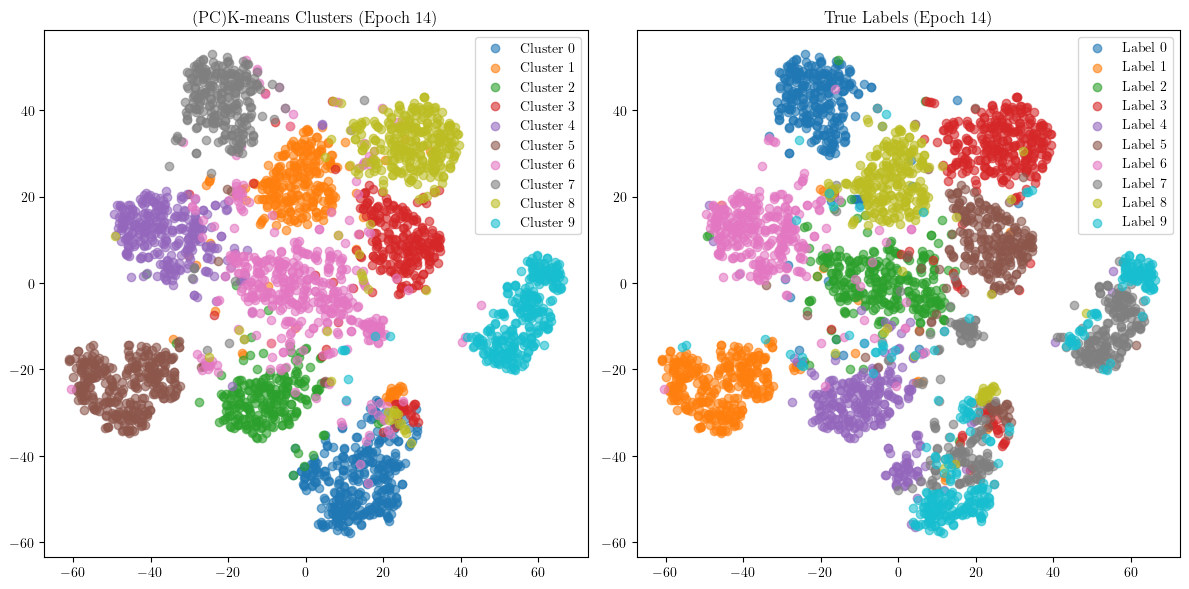 (PC)K-means Clusters (Epoch 14)
Cluster 0
Cluster 1
Cluster 2
Cluster 3
Cluster 4
Cluster 5
Cluster 6
Cluster 7
Cluster 8
Cluster 9
40
20
0
−20
−40
−60
−60
−40
−20
0
20
40
60
True Labels (Epoch 14)
Label 0
Label 1
Label 2
Label 3
Label 4
Label 5
Label 6
Label 7
Label 8
Label 9
40
20
0
−20
−40
−60
−60
−40
−20
0
20
40
60